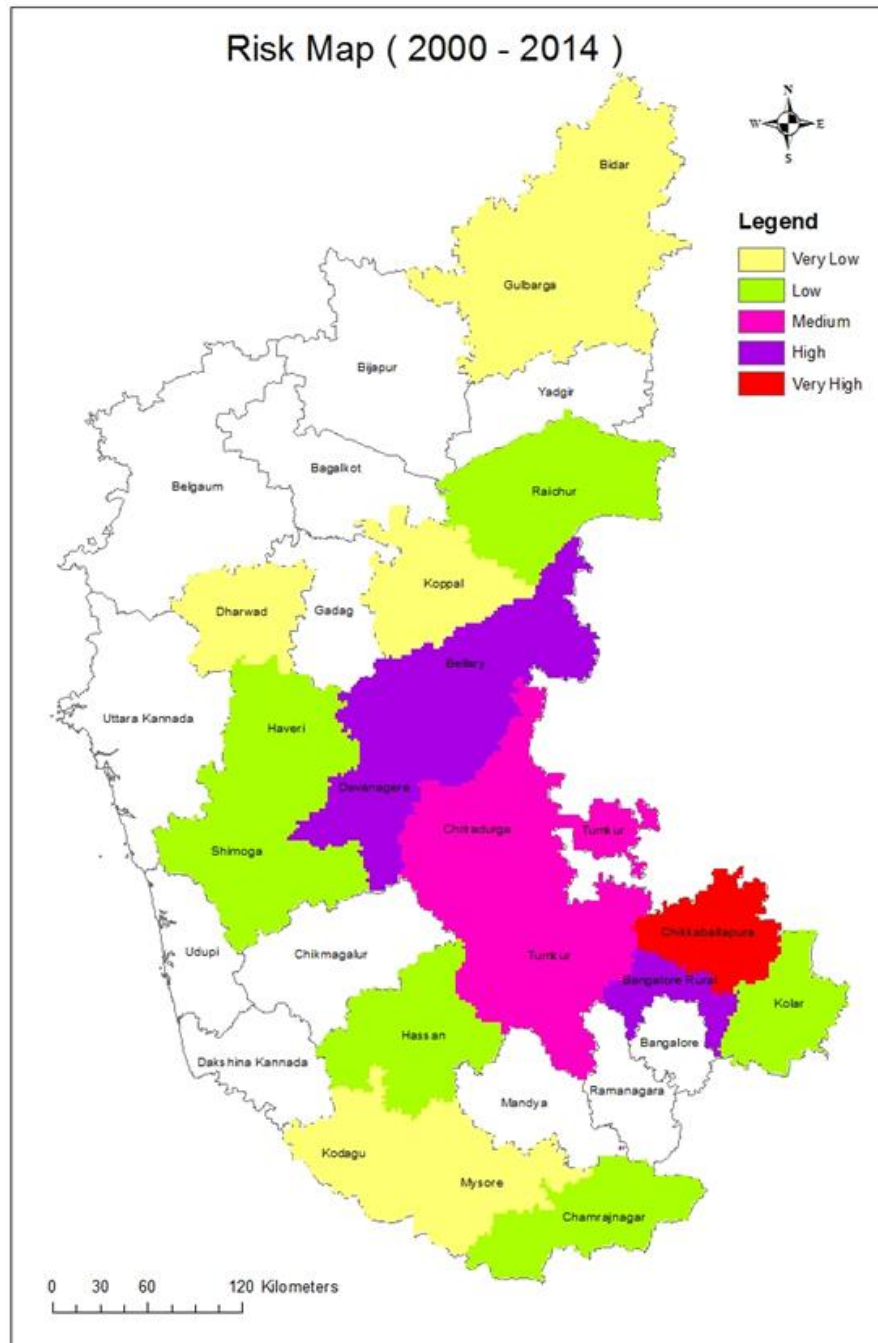 Risk Map ( 2000 - 2014 )
N
W E
S
Bidar
Legend
Very Low
Low
Medium
High
Very High
Gulbarga
Bijapur
Yadgir
Bagalkot
Belgaum
Raichur
Koppal
Dharwad
Gadag
Bellary
Uttara Kannada
Haveri
Davanagere
Chitradurga
Tumkur
Shimoga
Chikkaballapura
Udupi
Chikmagalur
Tumkur
Bangalore Rural
Kolar
Hassan
Bangalore
Dakshina Kannada
Ramanagara
Mandya
Kodagu
Mysore
Chamrajnagar
0 30 60 120 Kilometers